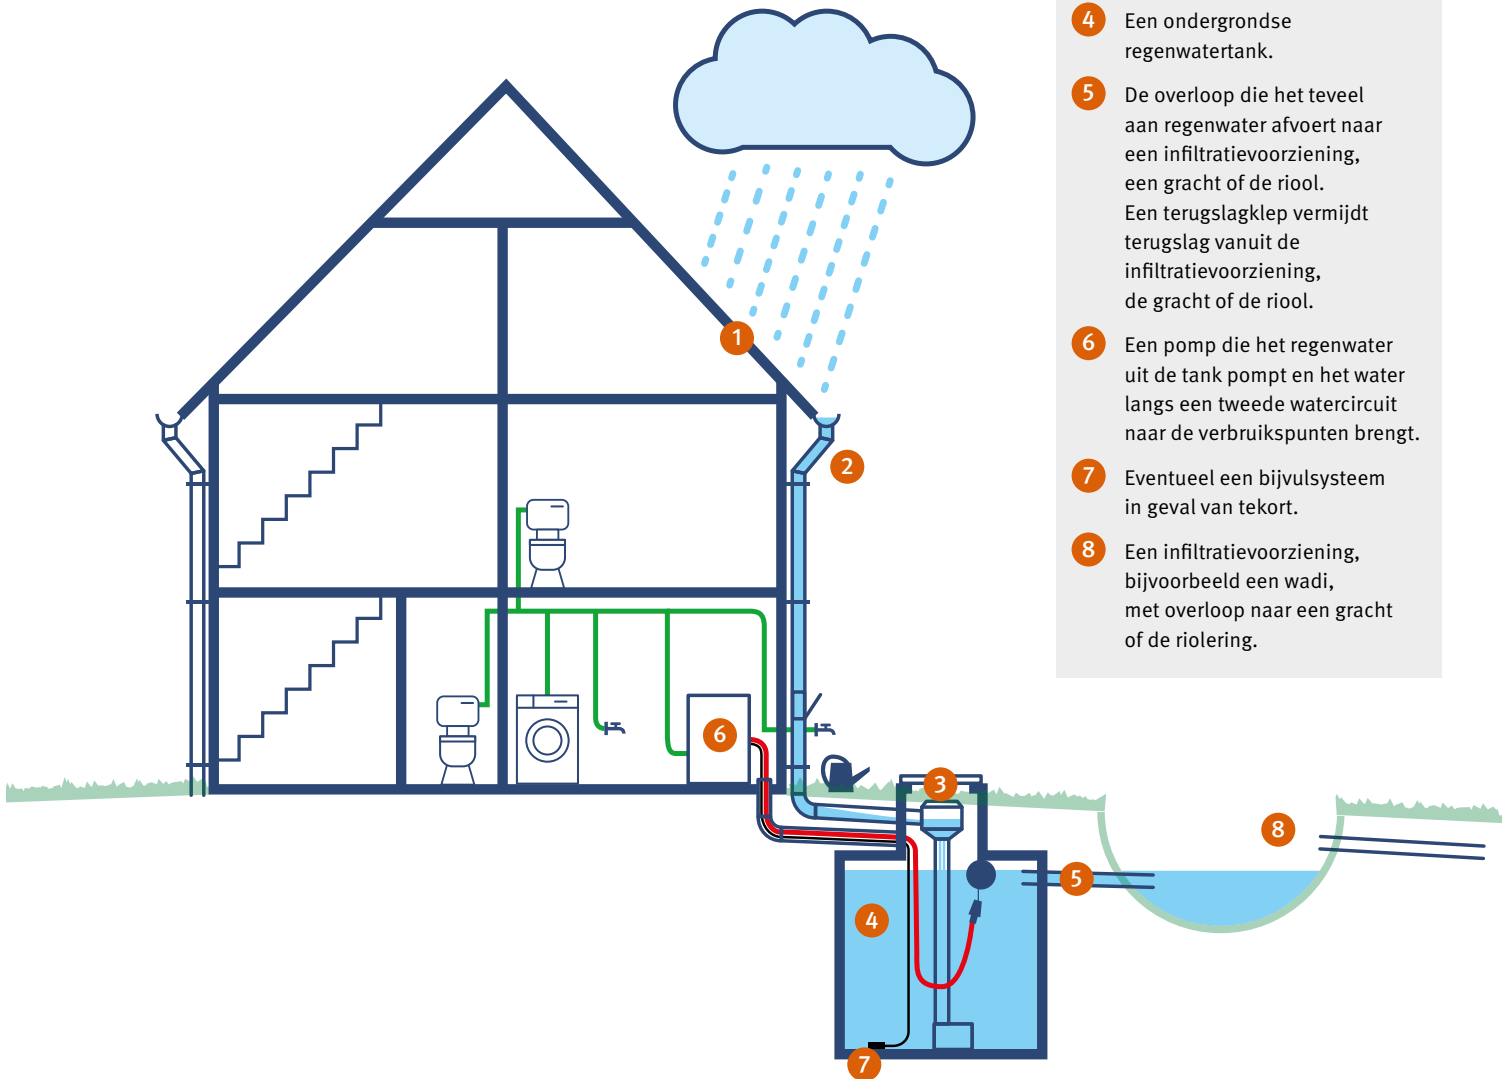 4 Een ondergrondse
regenwatertank.
5 De overloop die het teveel
aan regenwater afvoert naar
een infiltratievoorziening,
een gracht of de riool.
Een terugslagklep vermijdt
terugslag vanuit de
infiltratievoorziening,
de gracht of de riool.
6 Een pomp die het regenwater
uit de tank pompt en het water
langs een tweede watercircuit
naar de verbruikspunten brengt.
7 Eventueel een bijvulsysteem
in geval van tekort.
8 Een infiltratievoorziening,
bijvoorbeeld een wadi,
met overloop naar een gracht
of de riolering.
1
2
6
3
8
5
4
7